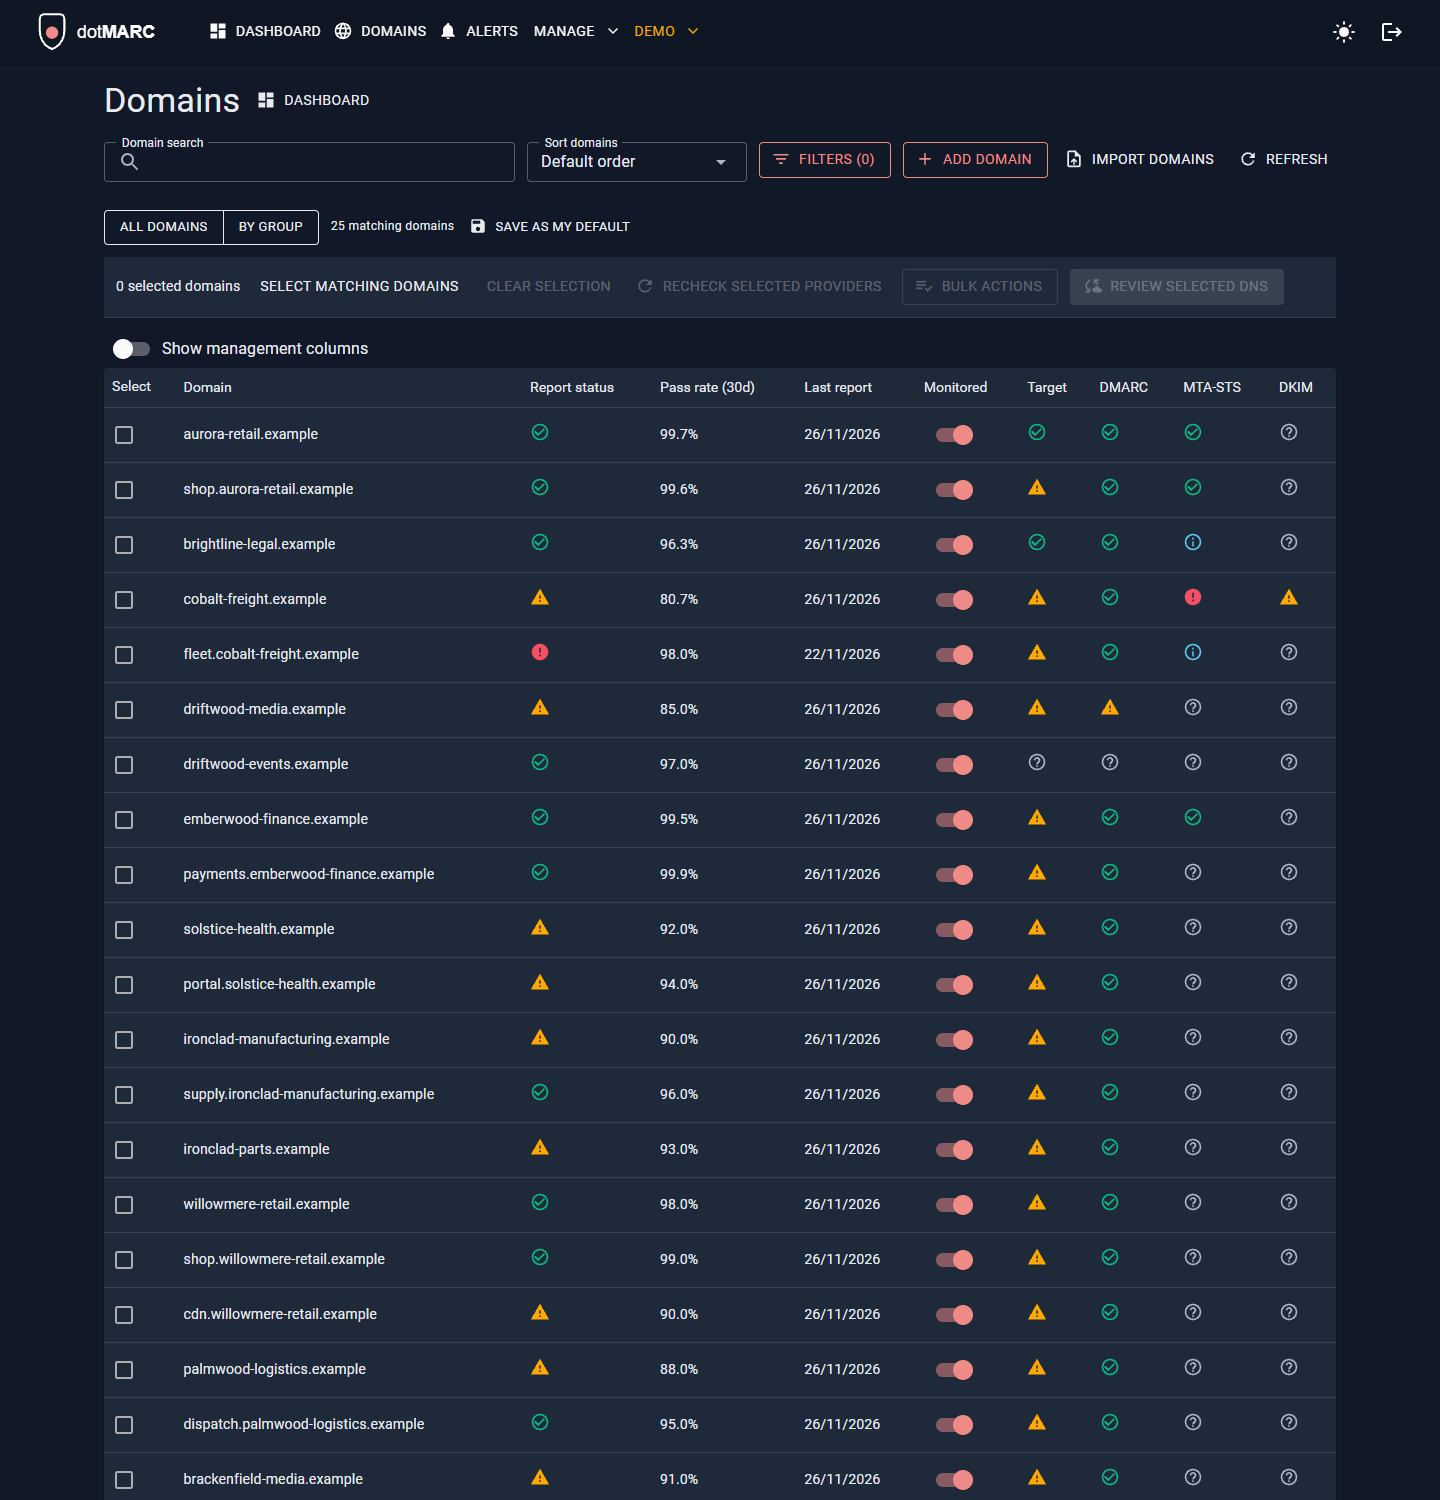 dotMARC DASHBOARD DOMAINS ALERTS MANAGE DEMO
Domains DASHBOARD
Domain search
Sort domains
Default order
FILTERS (0) ADD DOMAIN IMPORT DOMAINS REFRESH
ALL DOMAINS BY GROUP 25 matching domains SAVE AS MY DEFAULT
0 selected domains SELECT MATCHING DOMAINS CLEAR SELECTION RECHECK SELECTED PROVIDERS BULK ACTIONS REVIEW SELECTED DNS
Show management columns
Select Domain Report status Pass rate (30d) Last report Monitored Target DMARC MTA-STS DKIM
aurora-retail.example 99.7% 26/11/2026
shop.aurora-retail.example 99.6% 26/11/2026
brightline-legal.example 96.3% 26/11/2026
cobalt-freight.example 80.7% 26/11/2026
fleet.cobalt-freight.example 98.0% 22/11/2026
driftwood-media.example 85.0% 26/11/2026
driftwood-events.example 97.0% 26/11/2026
emberwood-finance.example 99.5% 26/11/2026
payments.emberwood-finance.example 99.9% 26/11/2026
solstice-health.example 92.0% 26/11/2026
portal.solstice-health.example 94.0% 26/11/2026
ironclad-manufacturing.example 90.0% 26/11/2026
supply.ironclad-manufacturing.example 96.0% 26/11/2026
ironclad-parts.example 93.0% 26/11/2026
willowmere-retail.example 98.0% 26/11/2026
shop.willowmere-retail.example 99.0% 26/11/2026
cdn.willowmere-retail.example 90.0% 26/11/2026
palmwood-logistics.example 88.0% 26/11/2026
dispatch.palmwood-logistics.example 95.0% 26/11/2026
brackenfield-media.example 91.0% 26/11/2026